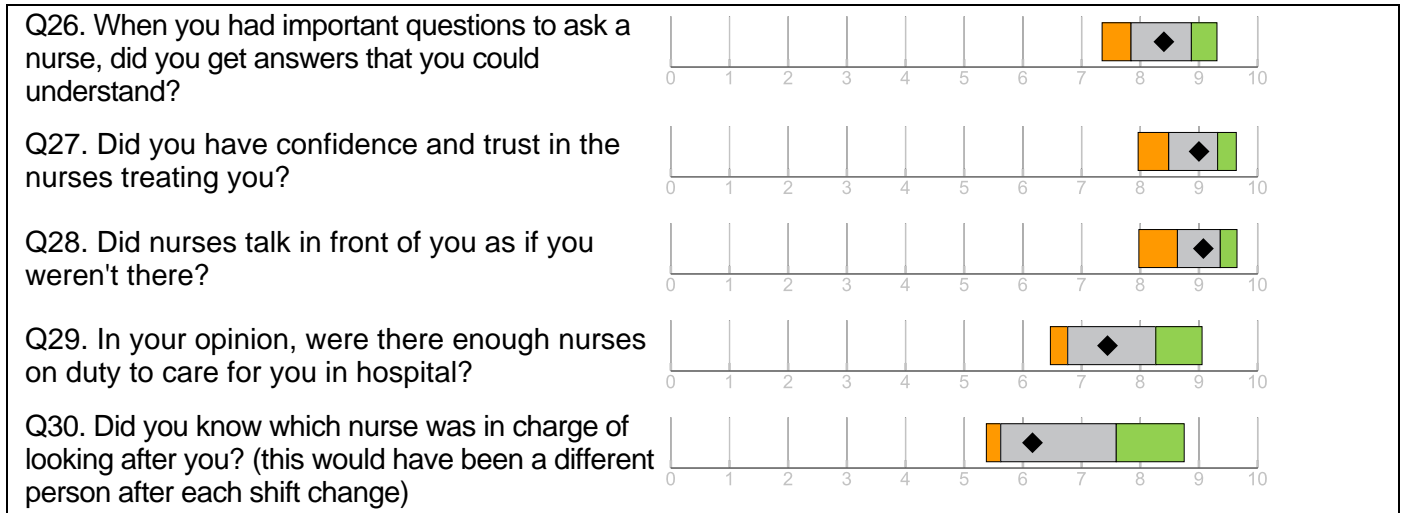 Q26. When you had important questions to ask a
nurse, did you get answers that you could
understand?
0 1 2 3 4 5 6 7 8 9 10
Q27. Did you have confidence and trust in the
nurses treating you?
0 1 2 3 4 5 6 7 8 9 10
Q28. Did nurses talk in front of you as if you
weren't there?
0 1 2 3 4 5 6 7 8 9 10
Q29. In your opinion, were there enough nurses
on duty to care for you in hospital?
0 1 2 3 4 5 6 7 8 9 10
Q30. Did you know which nurse was in charge of
looking after you? (this would have been a different
person after each shift change)
0 1 2 3 4 5 6 7 8 9 10